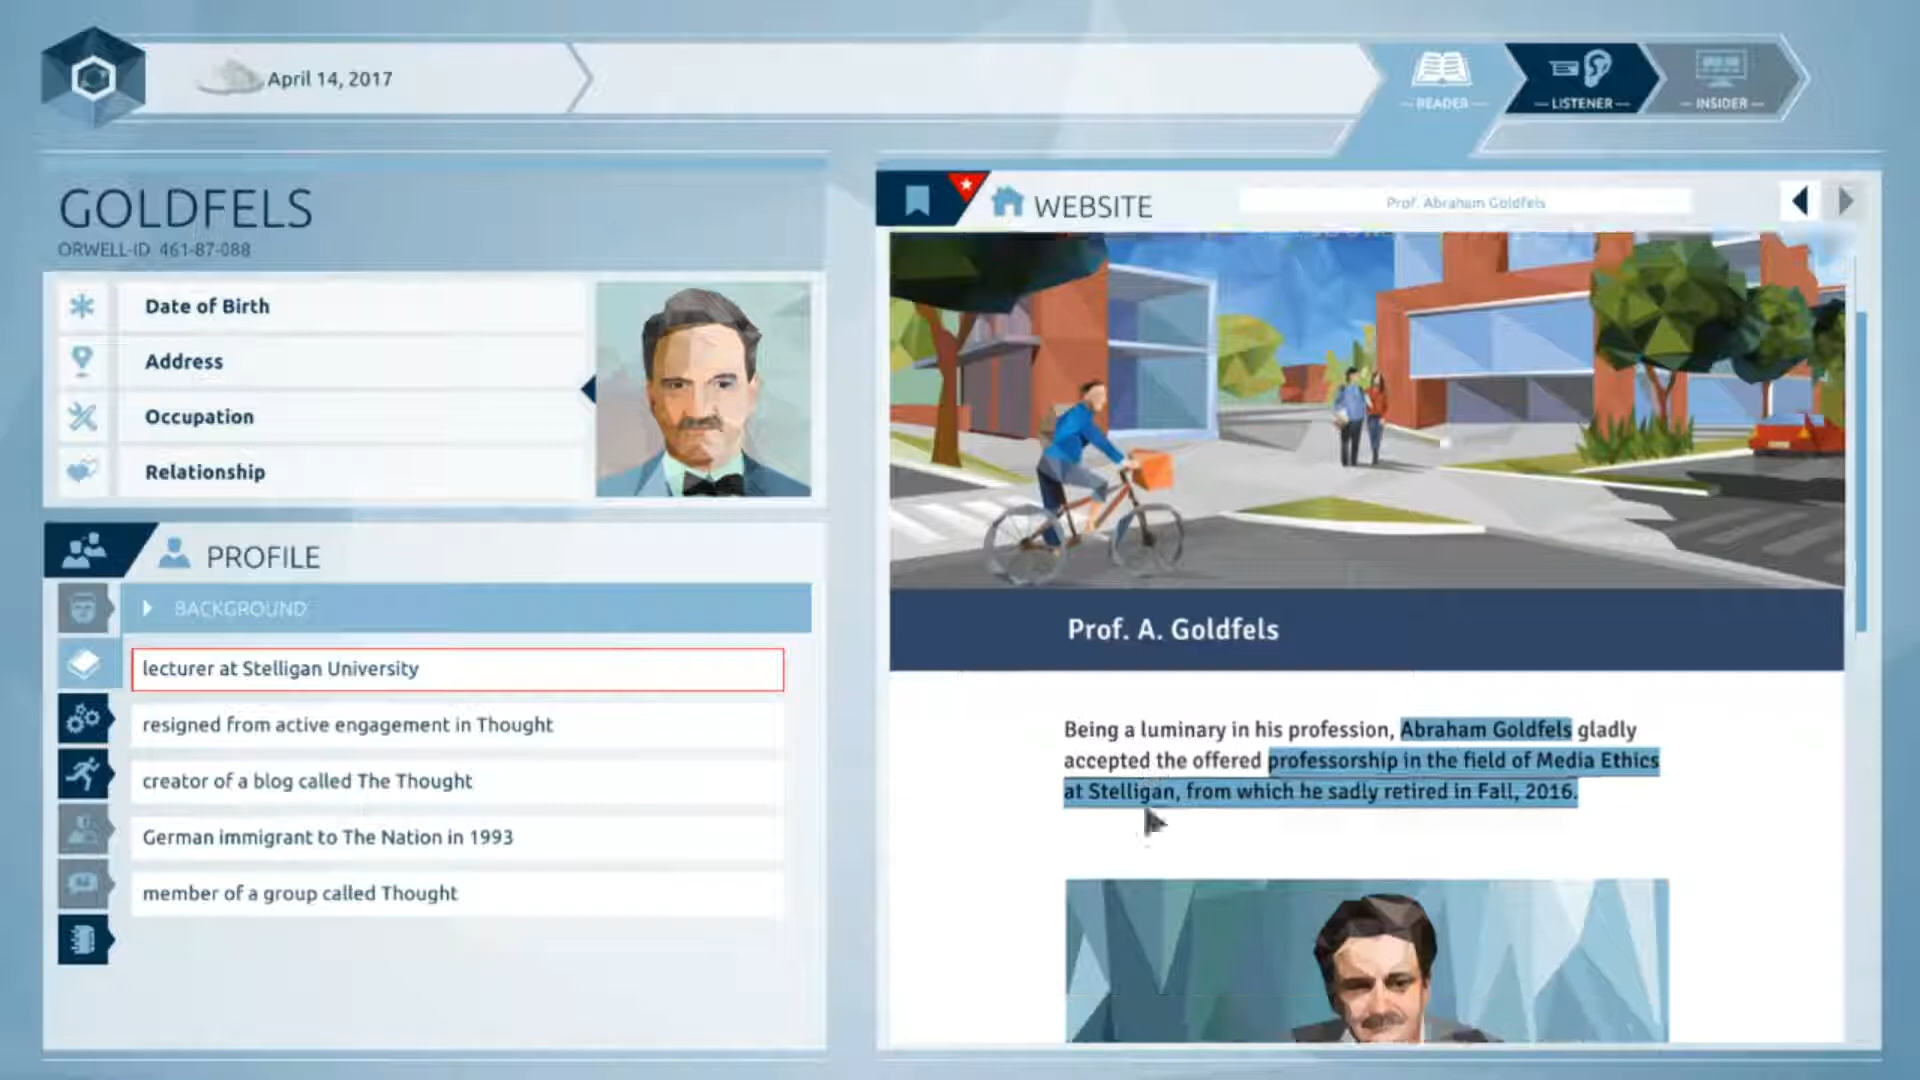 April 14, 2017
— READER —
— LISTENER —
— INSIDER —
GOLDFELS
ORWELL-ID 461-87-088
Date of Birth
Address
Occupation
Relationship
PROFILE
BACKGROUND
lecturer at Stelligan University
resigned from active engagement in Thought
creator of a blog called The Thought
German immigrant to The Nation in 1993
member of a group called Thought
WEBSITE
Prof. Abraham Goldfels
Prof. A. Goldfels
Being a luminary in his profession, Abraham Goldfels gladly
accepted the offered professorship in the field of Media Ethics
at Stelligan, from which he sadly retired in Fall, 2016.